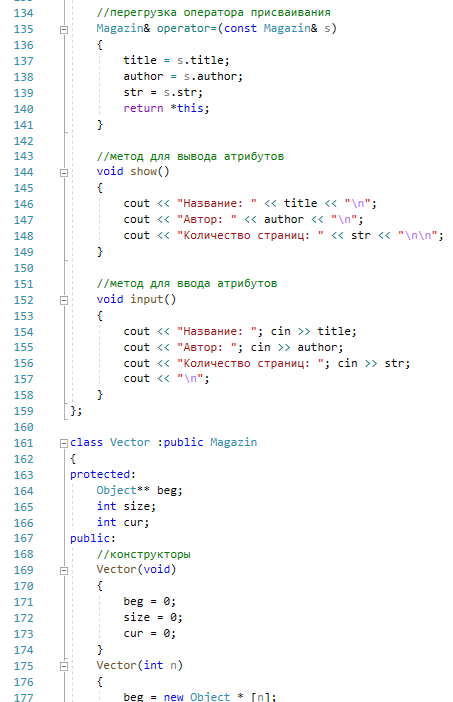 134 //перегрузка оператора присваивания
135 Magazin& operator=(const Magazin& s)
136 {
137 title = s.title;
138 author = s.author;
139 str = s.str;
140 return *this;
141 }
142
143 //метод для вывода атрибутов
144 void show()
145 {
146 cout << "Название: " << title << "\n";
147 cout << "Автор: " << author << "\n";
148 cout << "Количество страниц: " << str << "\n\n";
149 }
150
151 //метод для ввода атрибутов
152 void input()
153 {
154 cout << "Название: "; cin >> title;
155 cout << "Автор: "; cin >> author;
156 cout << "Количество страниц: "; cin >> str;
157 cout << "\n";
158 }
159 };
160
161 class Vector :public Magazin
162 {
163 protected:
164 Object** beg;
165 int size;
166 int cur;
167 public:
168 //конструкторы
169 Vector(void)
170 {
171 beg = 0;
172 size = 0;
173 cur = 0;
174 }
175 Vector(int n)
176 {
177 beg = new Object * [n];